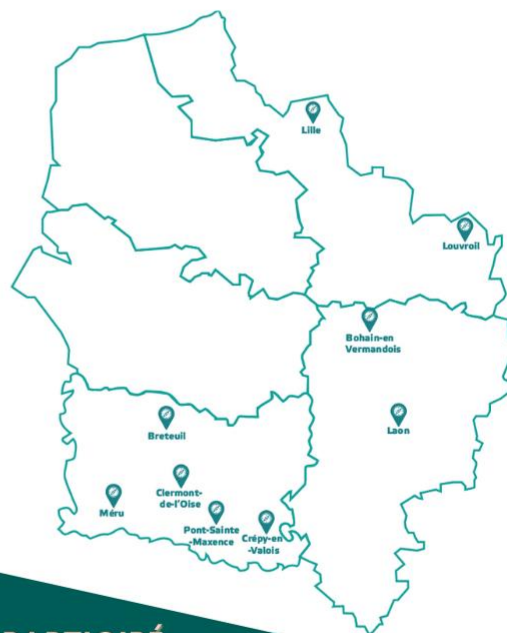 Lille
Louvroil
Bohain-en
Vermandois
Laon
Breteuil
Clermont-
de-l'Oise
Méru
Pont-Sainte
-Maxence
Crépy-en
-Valois